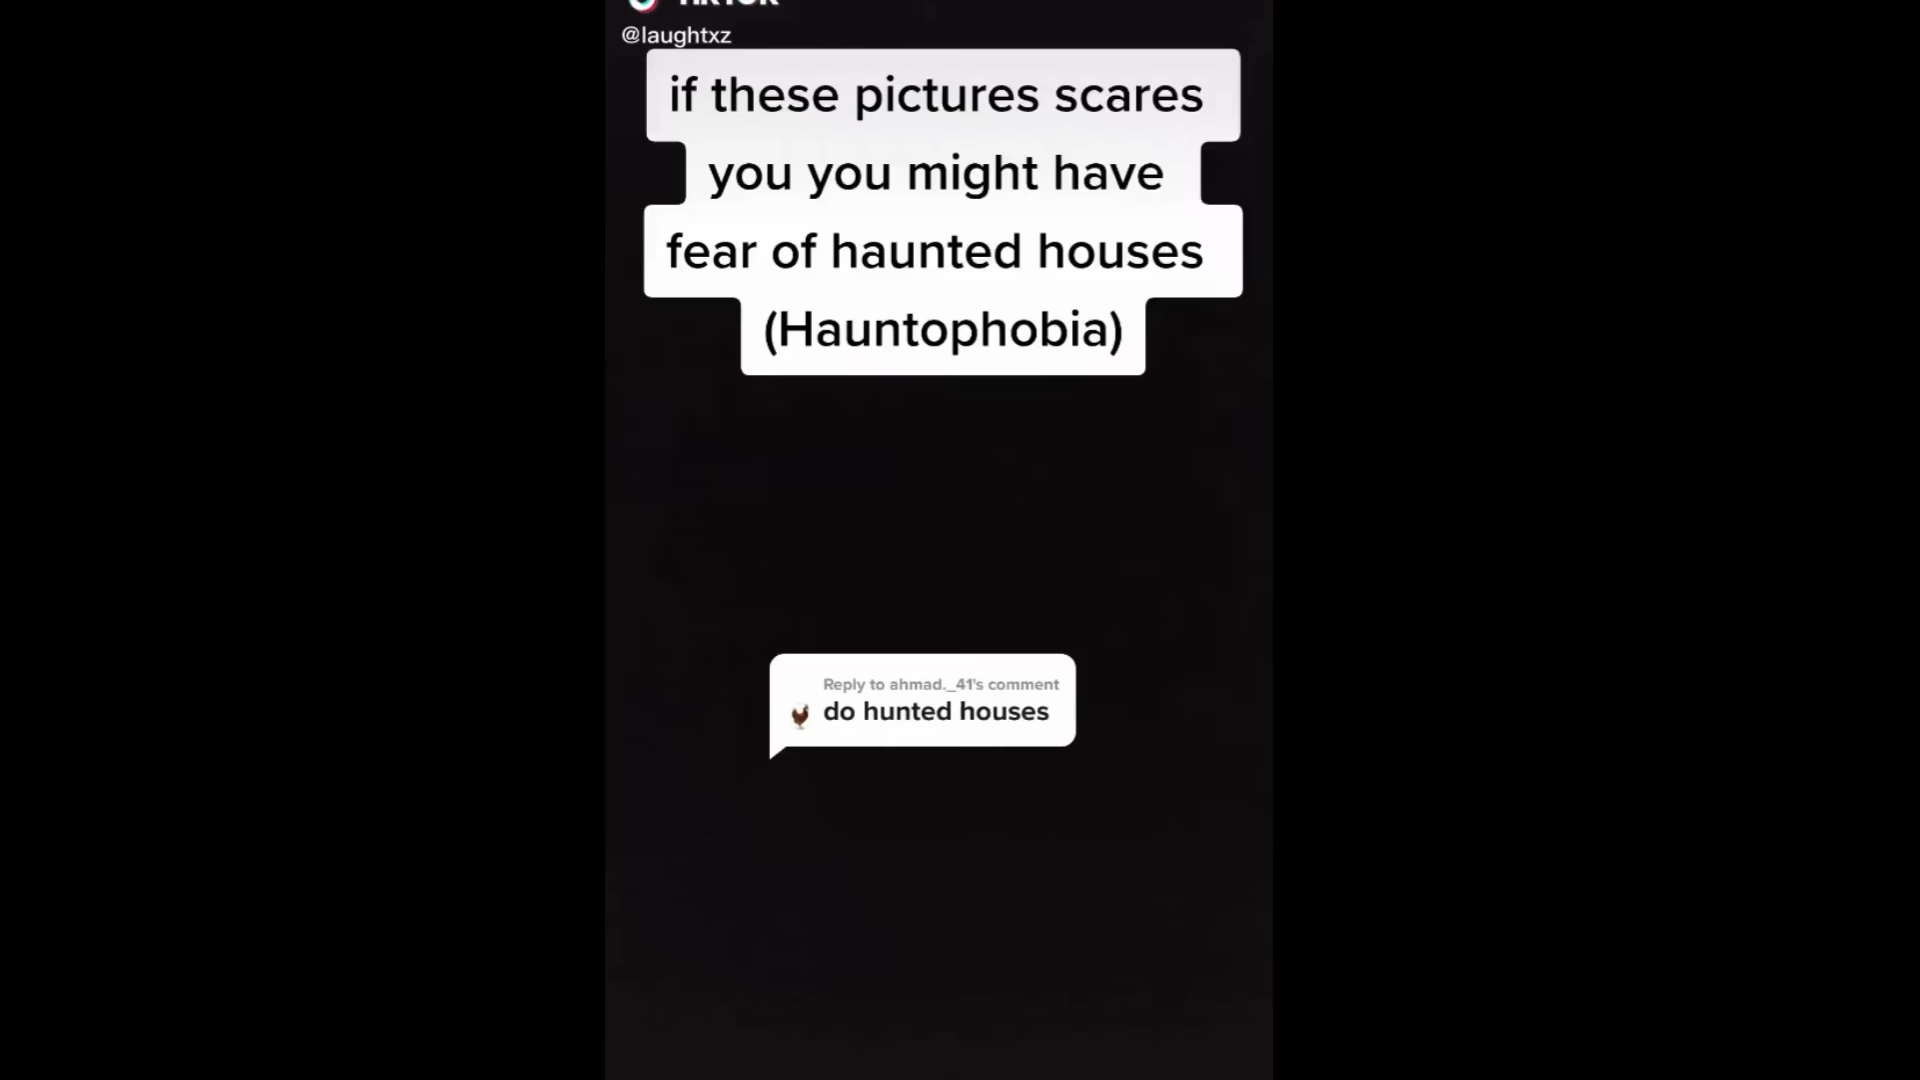 TikTok
@laughtxz
if these pictures scares
you you might have
fear of haunted houses
(Hauntophobia)
Reply to ahmad._41's comment
do hunted houses